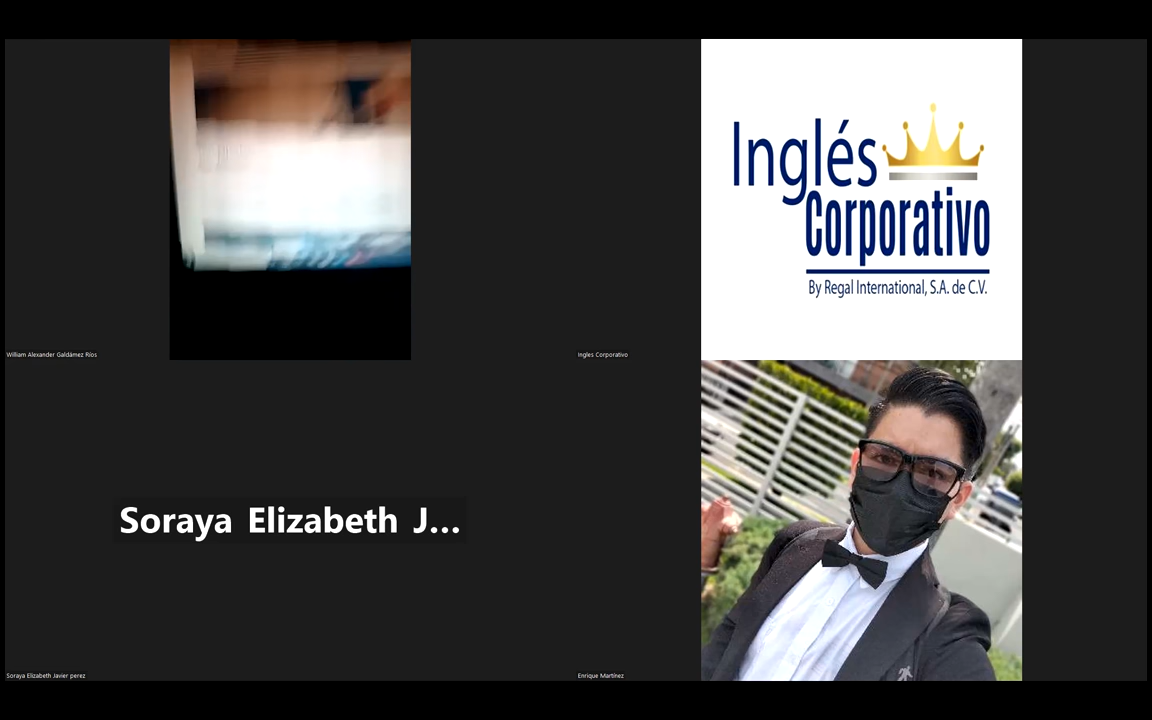 Inglés
Corporativo
By Regal International, S.A. de C.V.
William Alexander Galdámez Ríos
Ingles Corporativo
Soraya Elizabeth J...
Soraya Elizabeth Javier perez
Enrique Martínez